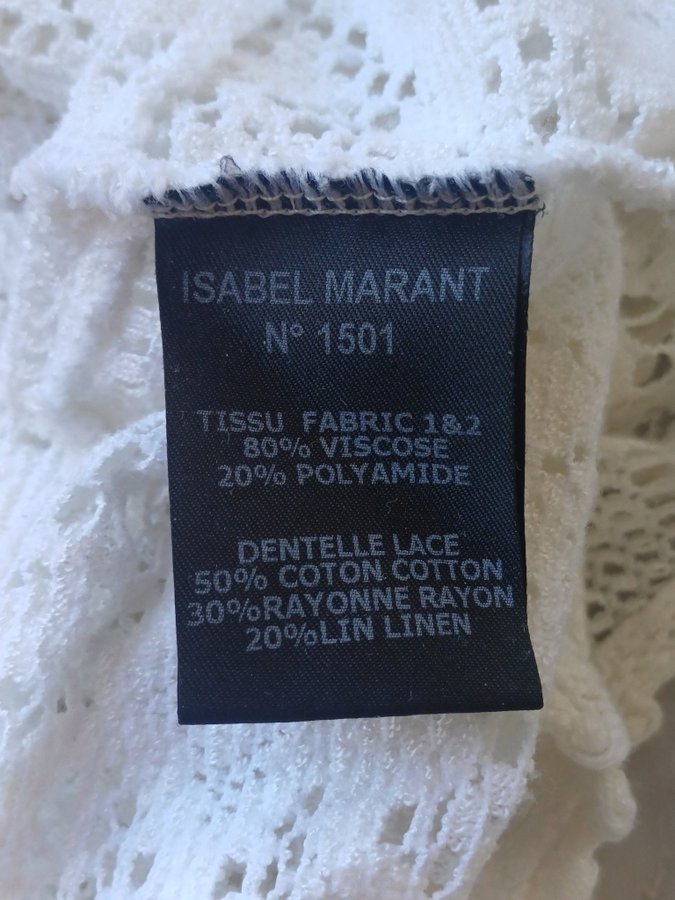 ISABEL MARANT
N° 1501
TISSU FABRIC 1&2
80% VISCOSE
20% POLYAMIDE
DENTELLE LACE
50% COTON COTTON
30%RAYONNE RAYON
20%LIN LINEN